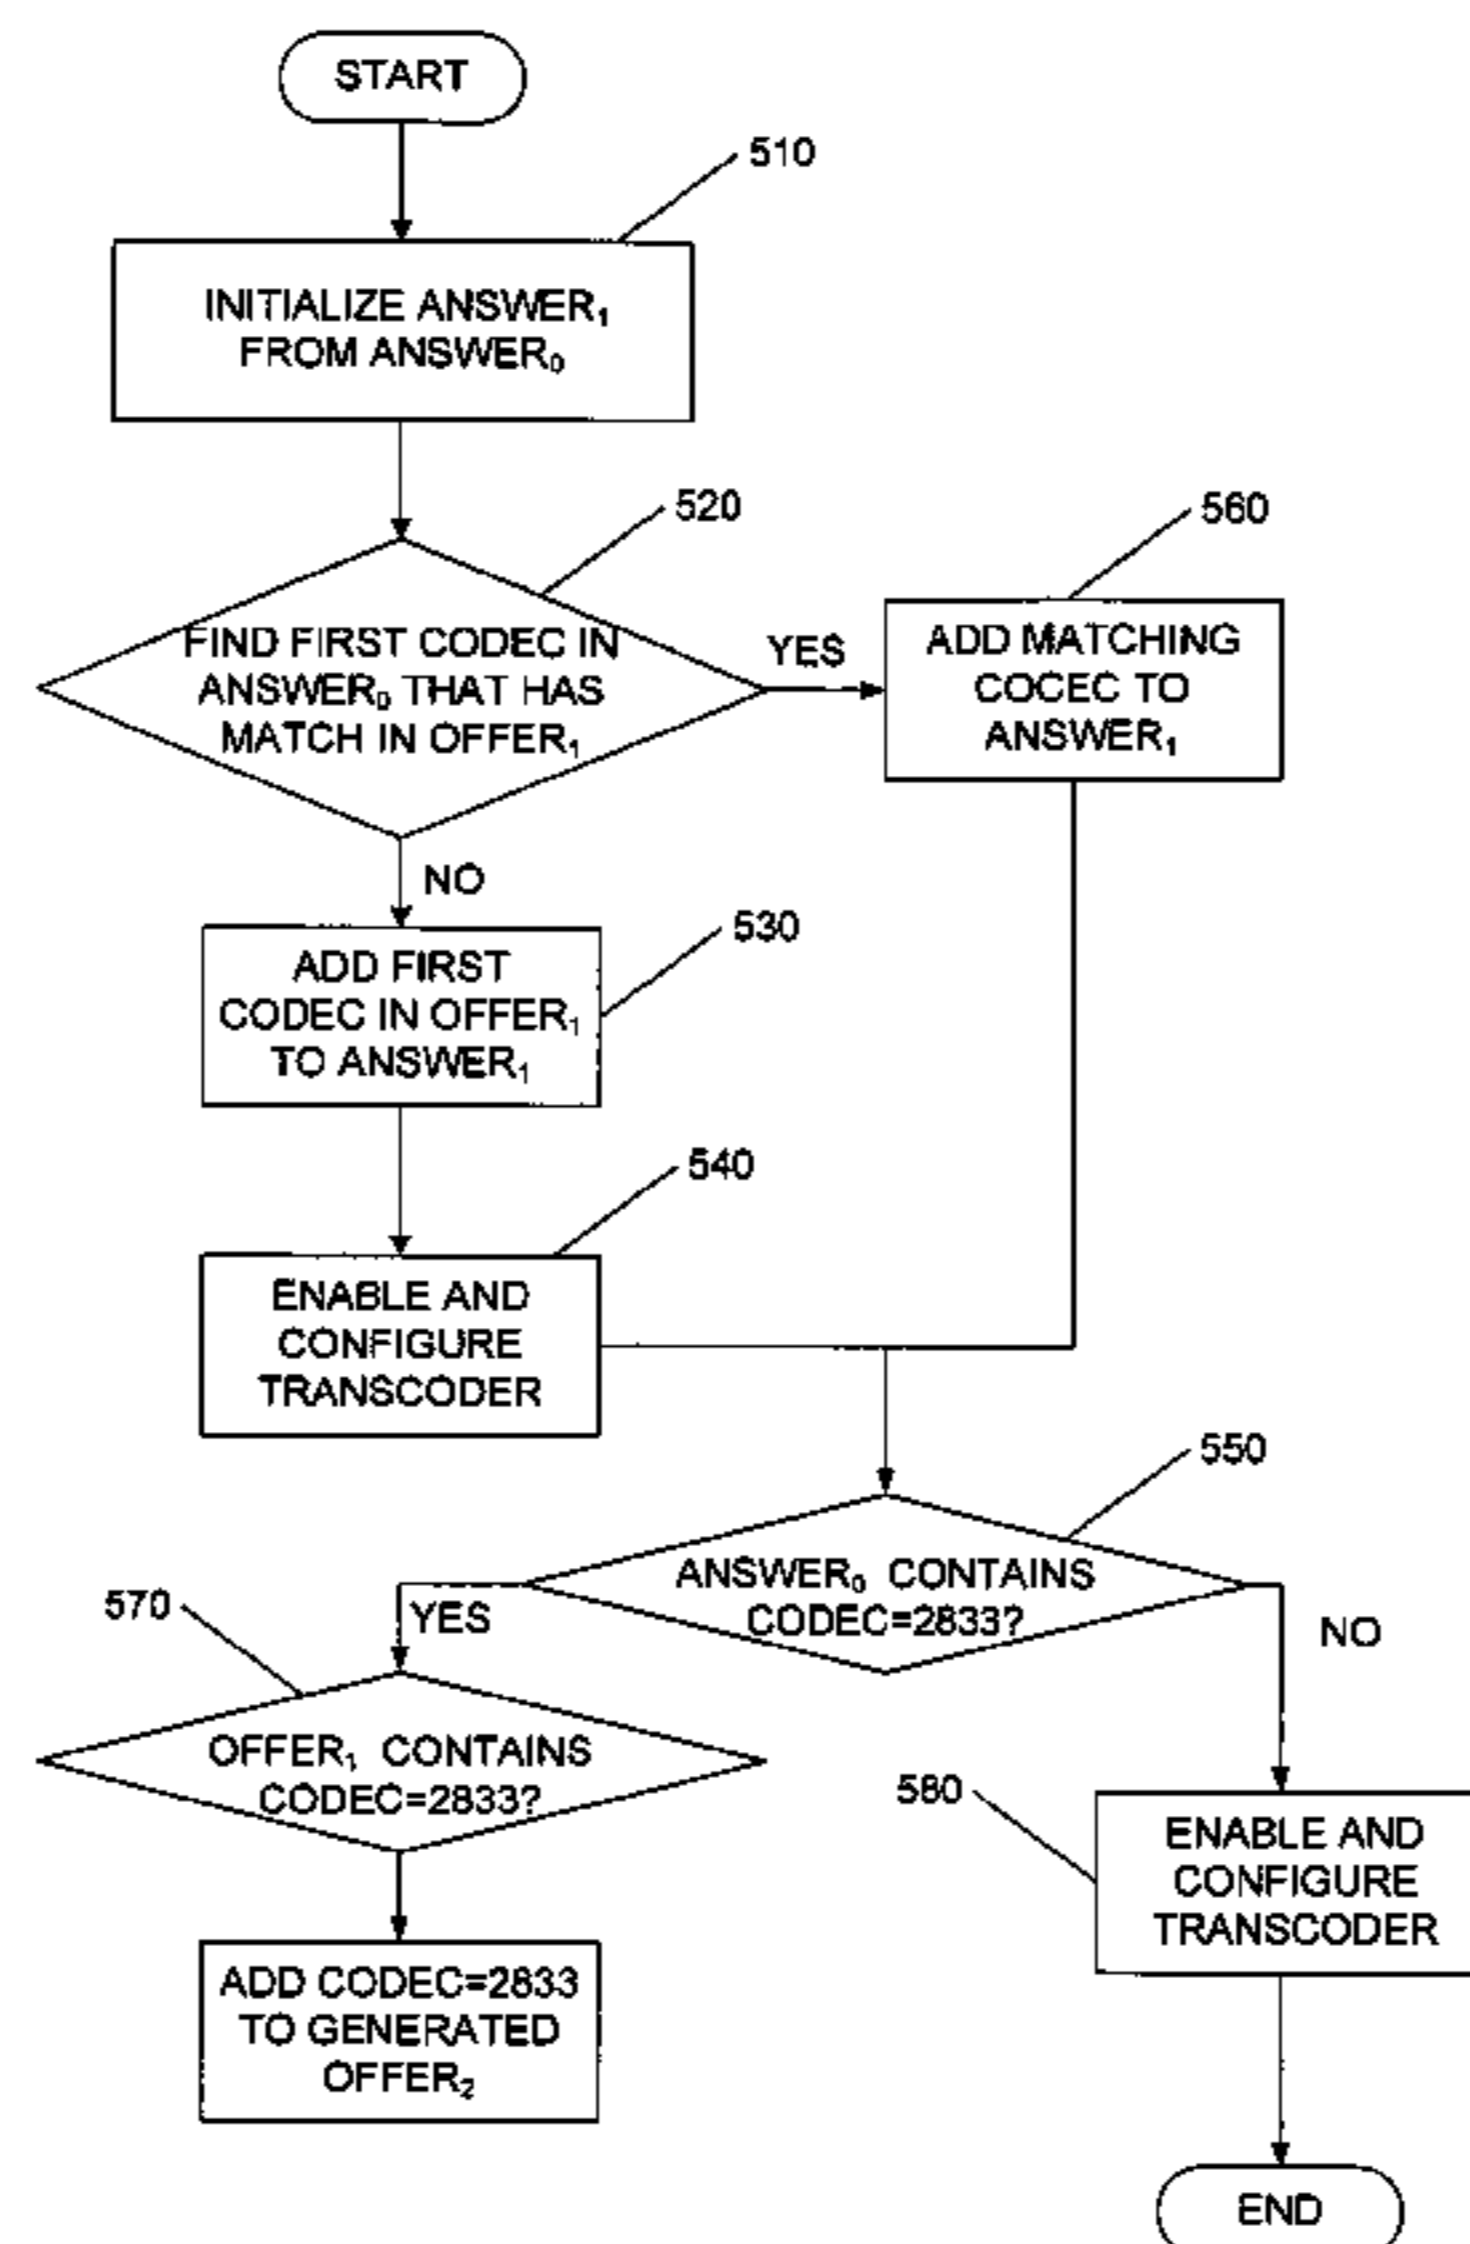 START
510
INITIALIZE ANSWER₁
FROM ANSWER₀
520
FIND FIRST CODEC IN
ANSWER₀ THAT HAS
MATCH IN OFFER₁
YES
560
ADD MATCHING
COCEC TO
ANSWER₁
NO
530
ADD FIRST
CODEC IN OFFER₁
TO ANSWER₁
540
ENABLE AND
CONFIGURE
TRANSCODER
550
ANSWER₀ CONTAINS
CODEC=2833?
YES
NO
570
OFFER₁ CONTAINS
CODEC=2833?
580
ENABLE AND
CONFIGURE
TRANSCODER
ADD CODEC=2833
TO GENERATED
OFFER₂
END